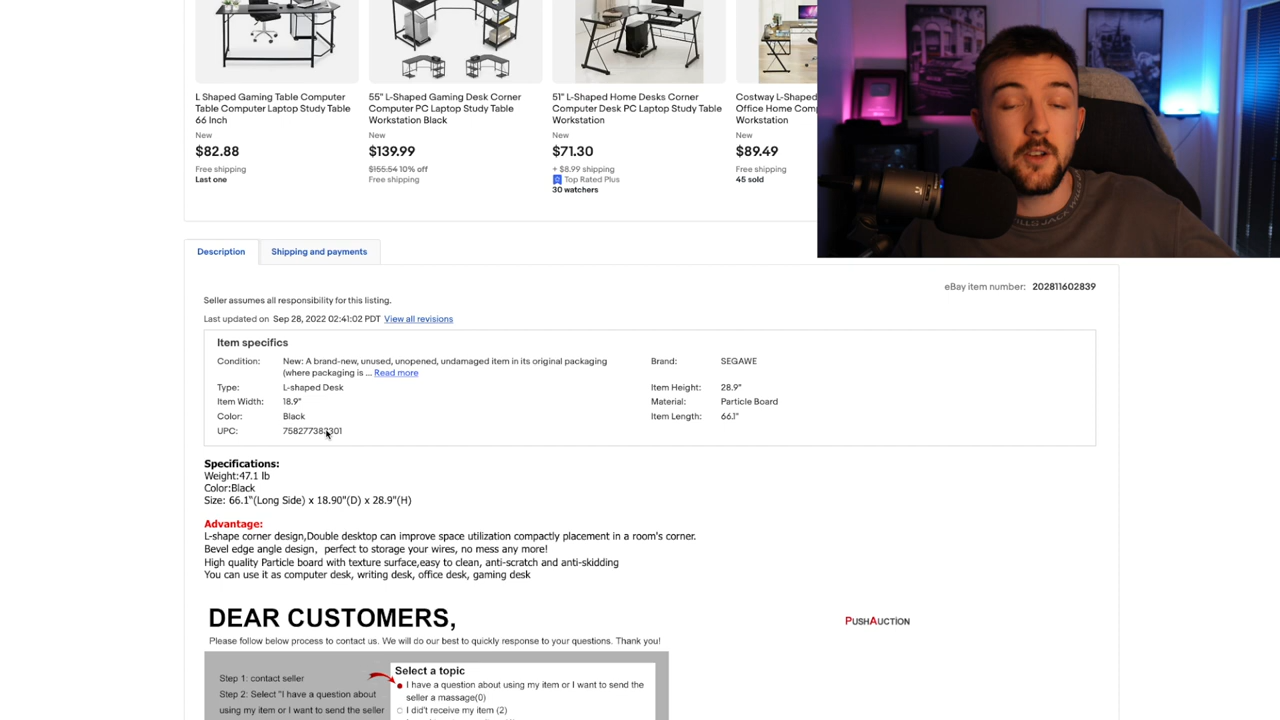 L Shaped Gaming Table Computer
Table Computer Laptop Study Table
66 Inch
New
$82.88
Free shipping
Last one
55" L-Shaped Gaming Desk Corner
Computer PC Laptop Study Table
Workstation Black
New
$139.99
$155.54 10% off
Free shipping
51" L-Shaped Home Desks Corner
Computer Desk PC Laptop Study Table
Workstation
New
$71.30
+ $8.99 shipping
Top Rated Plus
30 watchers
Costway L-Shaped
Office Home
Workstation
New
$89.49
Free shipping
45 sold
Description
Shipping and payments
eBay item number: 202811602839
Seller assumes all responsibility for this listing.
Last updated on Sep 28, 2022 02:41:02 PDT View all revisions
Item specifics
Condition: New: A brand-new, unused, unopened, undamaged item in its original packaging
(where packaging is ... Read more
Brand: SEGAWE
Type: L-shaped Desk
Item Height: 28.9"
Item Width: 18.9"
Material: Particle Board
Color: Black
Item Length: 66.1"
UPC:
Specifications:
Weight:47.1 lb
Color:Black
Size: 66.1"(Long Side) x 18.90"(D) x 28.9"(H)
Advantage:
L-shape corner design,Double desktop can improve space utilization compactly placement in a room's corner.
Bevel edge angle design, perfect to storage your wires, no mess any more!
High quality Particle board with texture surface,easy to clean, anti-scratch and anti-skidding
You can use it as computer desk, writing desk, office desk, gaming desk
DEAR CUSTOMERS,
PUSHAUCTION
Please follow below process to contact us. We will do our best to quickly response to your questions. Thank you!
Step 1: contact seller
Step 2: Select "I have a question about
using my item or I want to send the seller
Select a topic
I have a question about using my item or I want to send the
seller a massage(0)
I didn't receive my item (2)